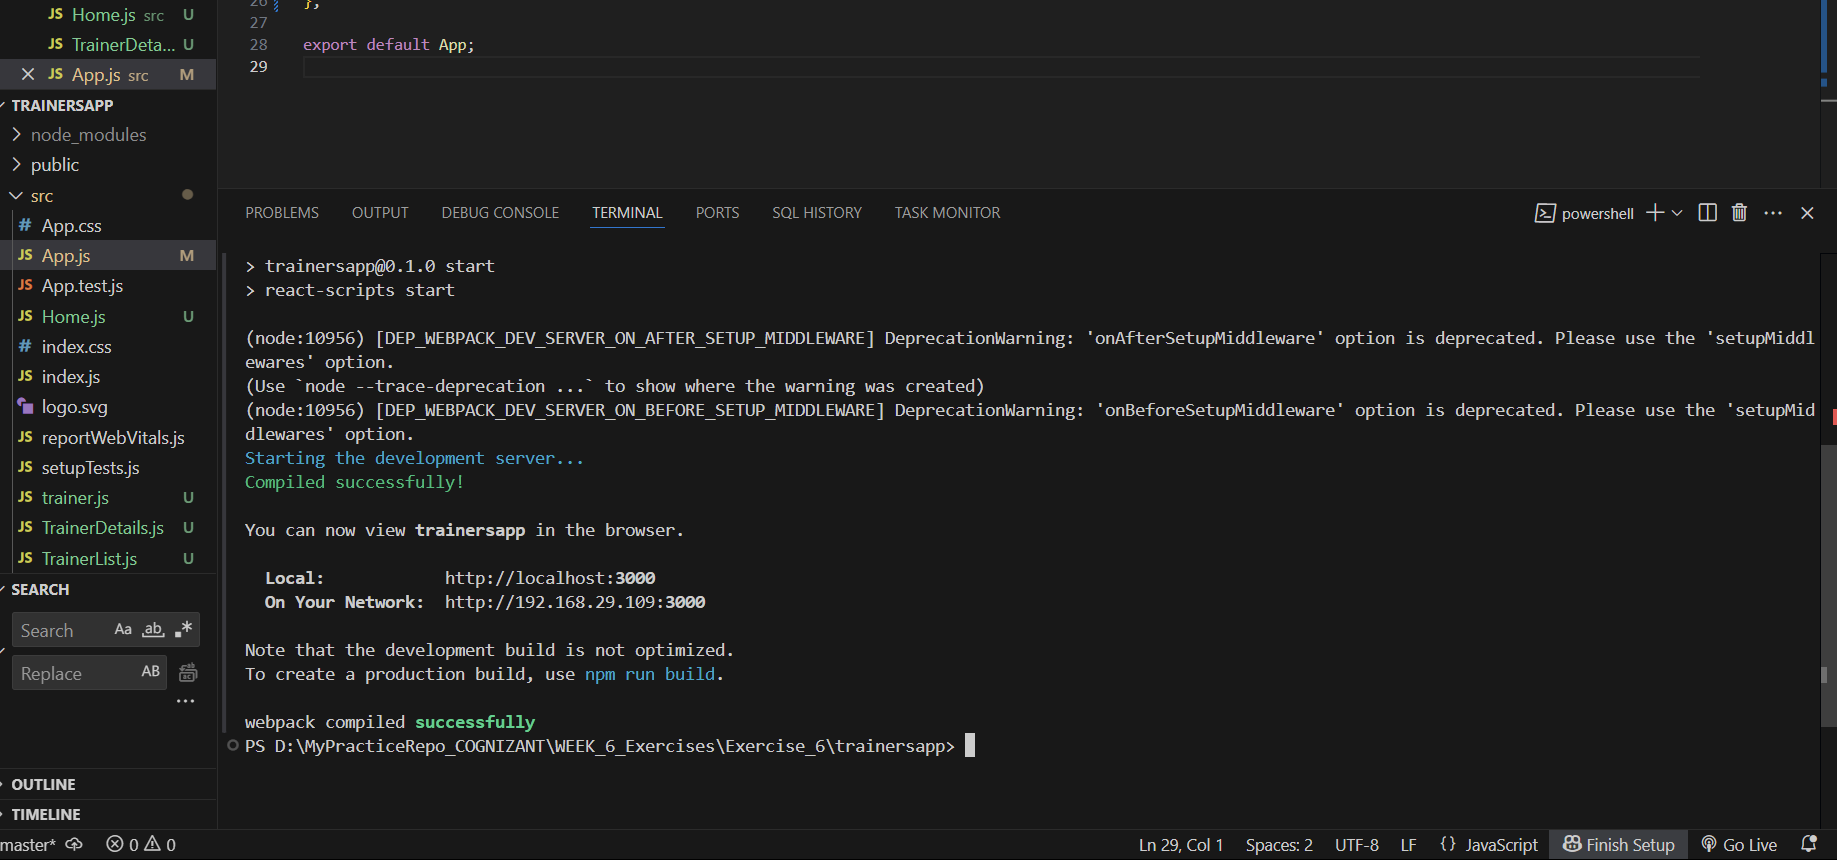 JS Home.js src U
JS TrainerDeta... U
JS App.js src M
TRAINERSAPP
node_modules
public
src
# App.css
JS App.js M
JS App.test.js
JS Home.js U
# index.css
JS index.js
logo.svg
JS reportWebVitals.js
JS setupTests.js
JS trainer.js U
JS TrainerDetails.js U
JS TrainerList.js U
SEARCH
Search Aa ab
Replace AB
...
OUTLINE
TIMELINE
26 };
27
28 export default App;
29
PROBLEMS OUTPUT DEBUG CONSOLE TERMINAL PORTS SQL HISTORY TASK MONITOR powershell
> trainersapp@0.1.0 start
> react-scripts start
(node:10956) [DEP_WEBPACK_DEV_SERVER_ON_AFTER_SETUP_MIDDLEWARE] DeprecationWarning: 'onAfterSetupMiddleware' option is deprecated. Please use the 'setupMiddl
ewares' option.
(Use `node --trace-deprecation ...` to show where the warning was created)
(node:10956) [DEP_WEBPACK_DEV_SERVER_ON_BEFORE_SETUP_MIDDLEWARE] DeprecationWarning: 'onBeforeSetupMiddleware' option is deprecated. Please use the 'setupMid
dlewares' option.
Starting the development server...
Compiled successfully!
You can now view trainersapp in the browser.
Local: http://localhost:3000
On Your Network: http://192.168.29.109:3000
Note that the development build is not optimized.
To create a production build, use npm run build.
webpack compiled successfully
PS D:\MyPracticeRepo_COGNIZANT\WEEK_6_Exercises\Exercise_6\trainersapp>
master* 0 0 Ln 29, Col 1 Spaces: 2 UTF-8 LF {} JavaScript Finish Setup Go Live